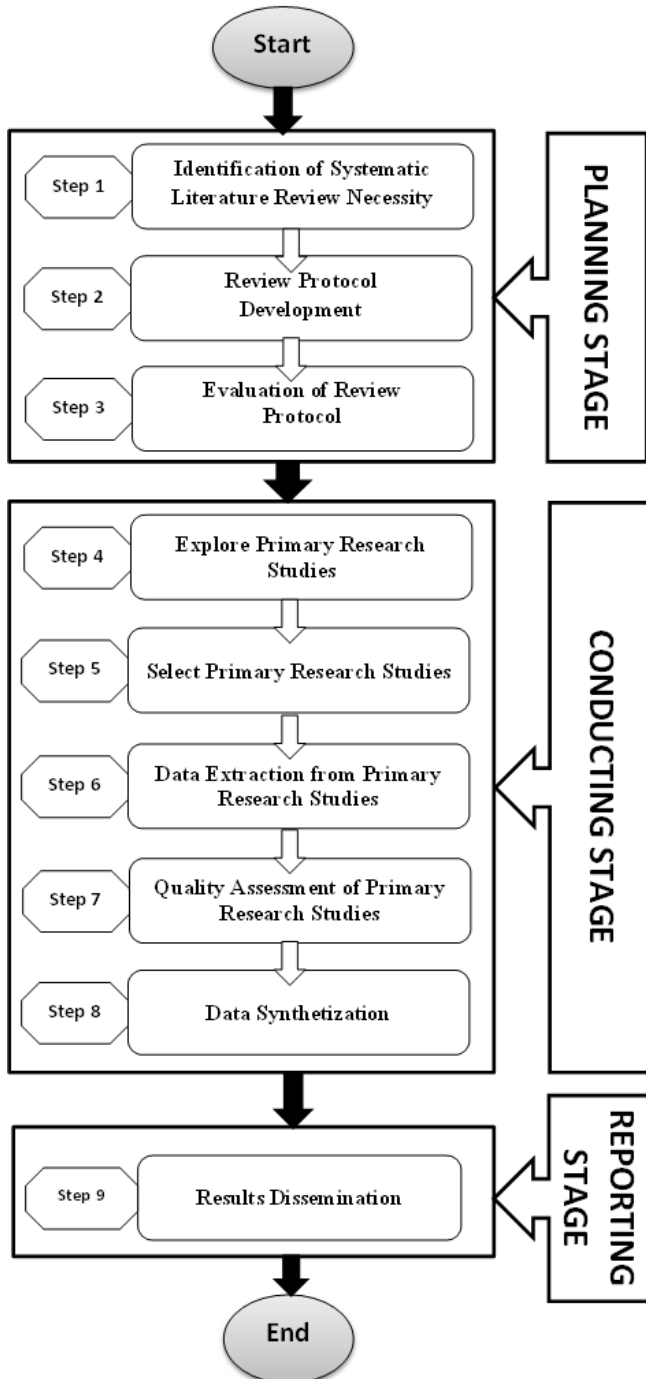 Start
Step 1
Identification of Systematic
Literature Review Necessity
Step 2
Review Protocol
Development
Step 3
Evaluation of Review
Protocol
PLANNING STAGE
Step 4
Explore Primary Research
Studies
Step 5
Select Primary Research Studies
Step 6
Data Extraction from Primary
Research Studies
Step 7
Quality Assessment of Primary
Research Studies
Step 8
Data Synthetization
CONDUCTING STAGE
Step 9
Results Dissemination
REPORTING
STAGE
End